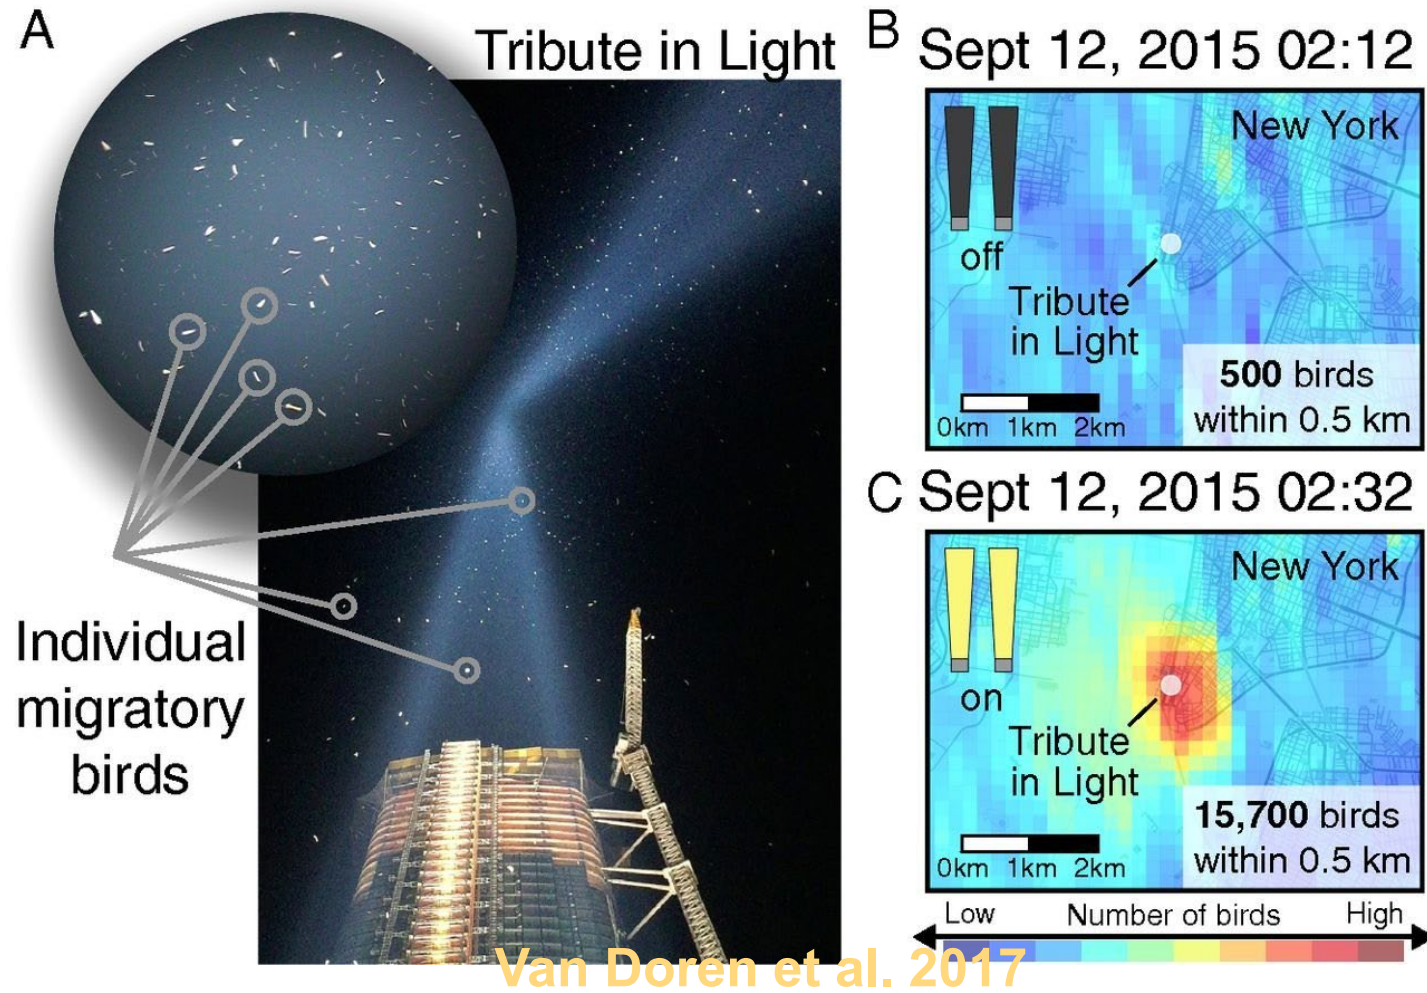 A
Tribute in Light
Individual
migratory
birds
B
Sept 12, 2015 02:12
New York
off
Tribute
in Light
500 birds
within 0.5 km
0km 1km 2km
C
Sept 12, 2015 02:32
New York
on
Tribute
in Light
15,700 birds
within 0.5 km
0km 1km 2km
Low Number of birds High
Van Doren et al, 2017